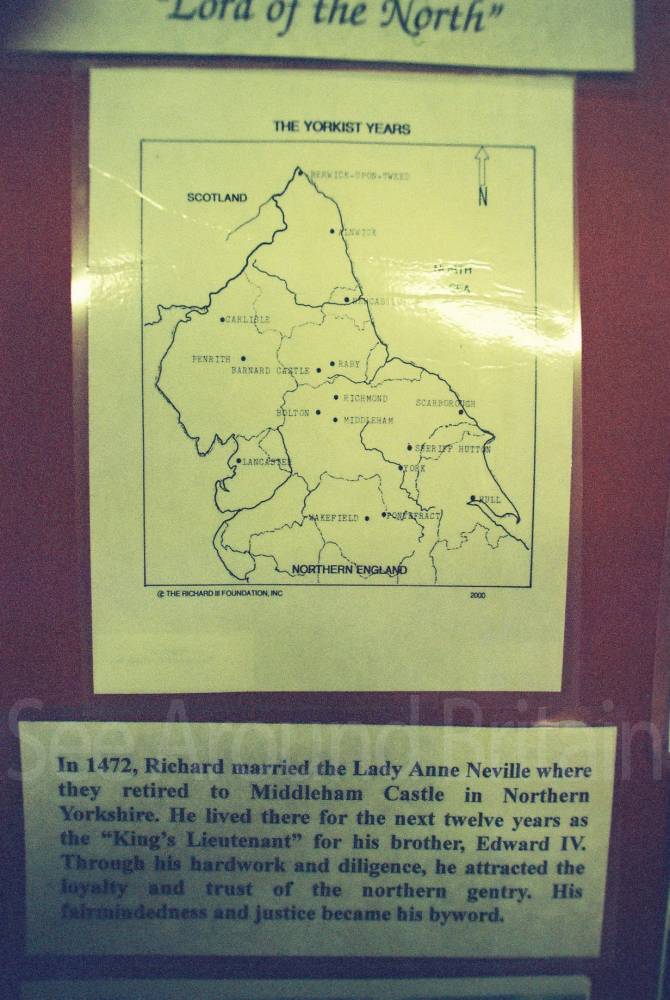 "Lord of the North"
THE YORKIST YEARS
BERWICK-UPON-TWEED
SCOTLAND
N
ALNWICK
NORTH
SEA
NEWCASTLE
CARLISLE
PENRITH
RABY
BARNARD CASTLE
RICHMOND
SCARBOROUGH
BOLTON
MIDDLEHAM
SHERIFF HUTTON
LANCASTER
YORK
HULL
WAKEFIELD
PONTEFRACT
NORTHERN ENGLAND
© THE RICHARD III FOUNDATION, INC
2000
See Around Britain
In 1472, Richard married the Lady Anne Neville where
they retired to Middleham Castle in Northern
Yorkshire. He lived there for the next twelve years as
the "King's Lieutenant" for his brother, Edward IV.
Through his hardwork and diligence, he attracted the
loyalty and trust of the northern gentry. His
fairmindedness and justice became his byword.